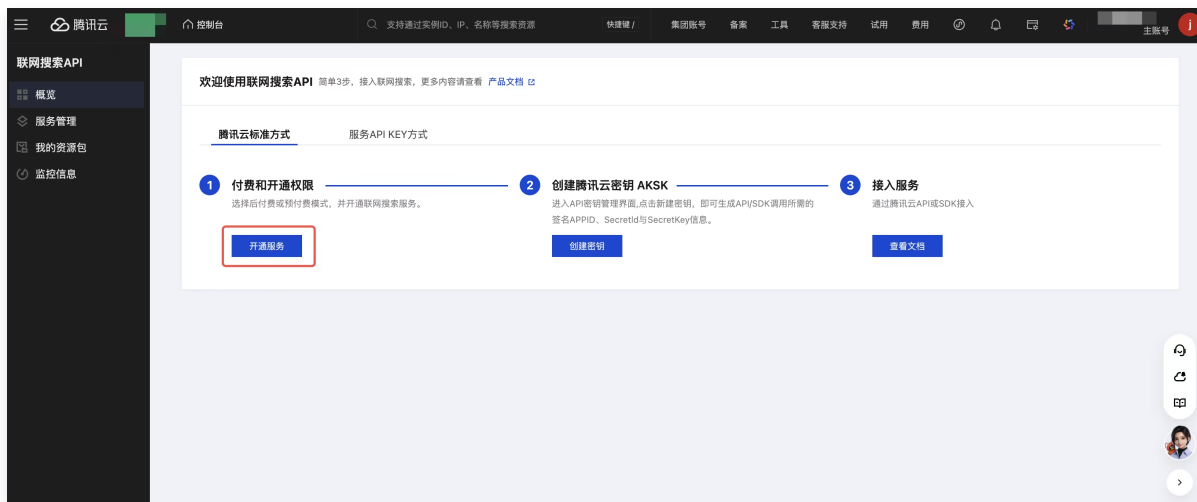 腾讯云
控制台
支持通过实例ID、IP、名称等搜索资源
快捷键 /
集团账号
备案
工具
客服支持
试用
费用
主账号
j
联网搜索API
概览
服务管理
我的资源包
监控信息
欢迎使用联网搜索API 简单3步，接入联网搜索，更多内容请查看 产品文档
腾讯云标准方式
服务API KEY方式
1 付费和开通权限
选择后付费或预付费模式，并开通联网搜索服务。
开通服务
2 创建腾讯云密钥 AKSK
进入API密钥管理界面,点击新建密钥，即可生成API/SDK调用所需的
签名APPID、SecretId与SecretKey信息。
创建密钥
3 接入服务
通过腾讯云API或SDK接入
查看文档